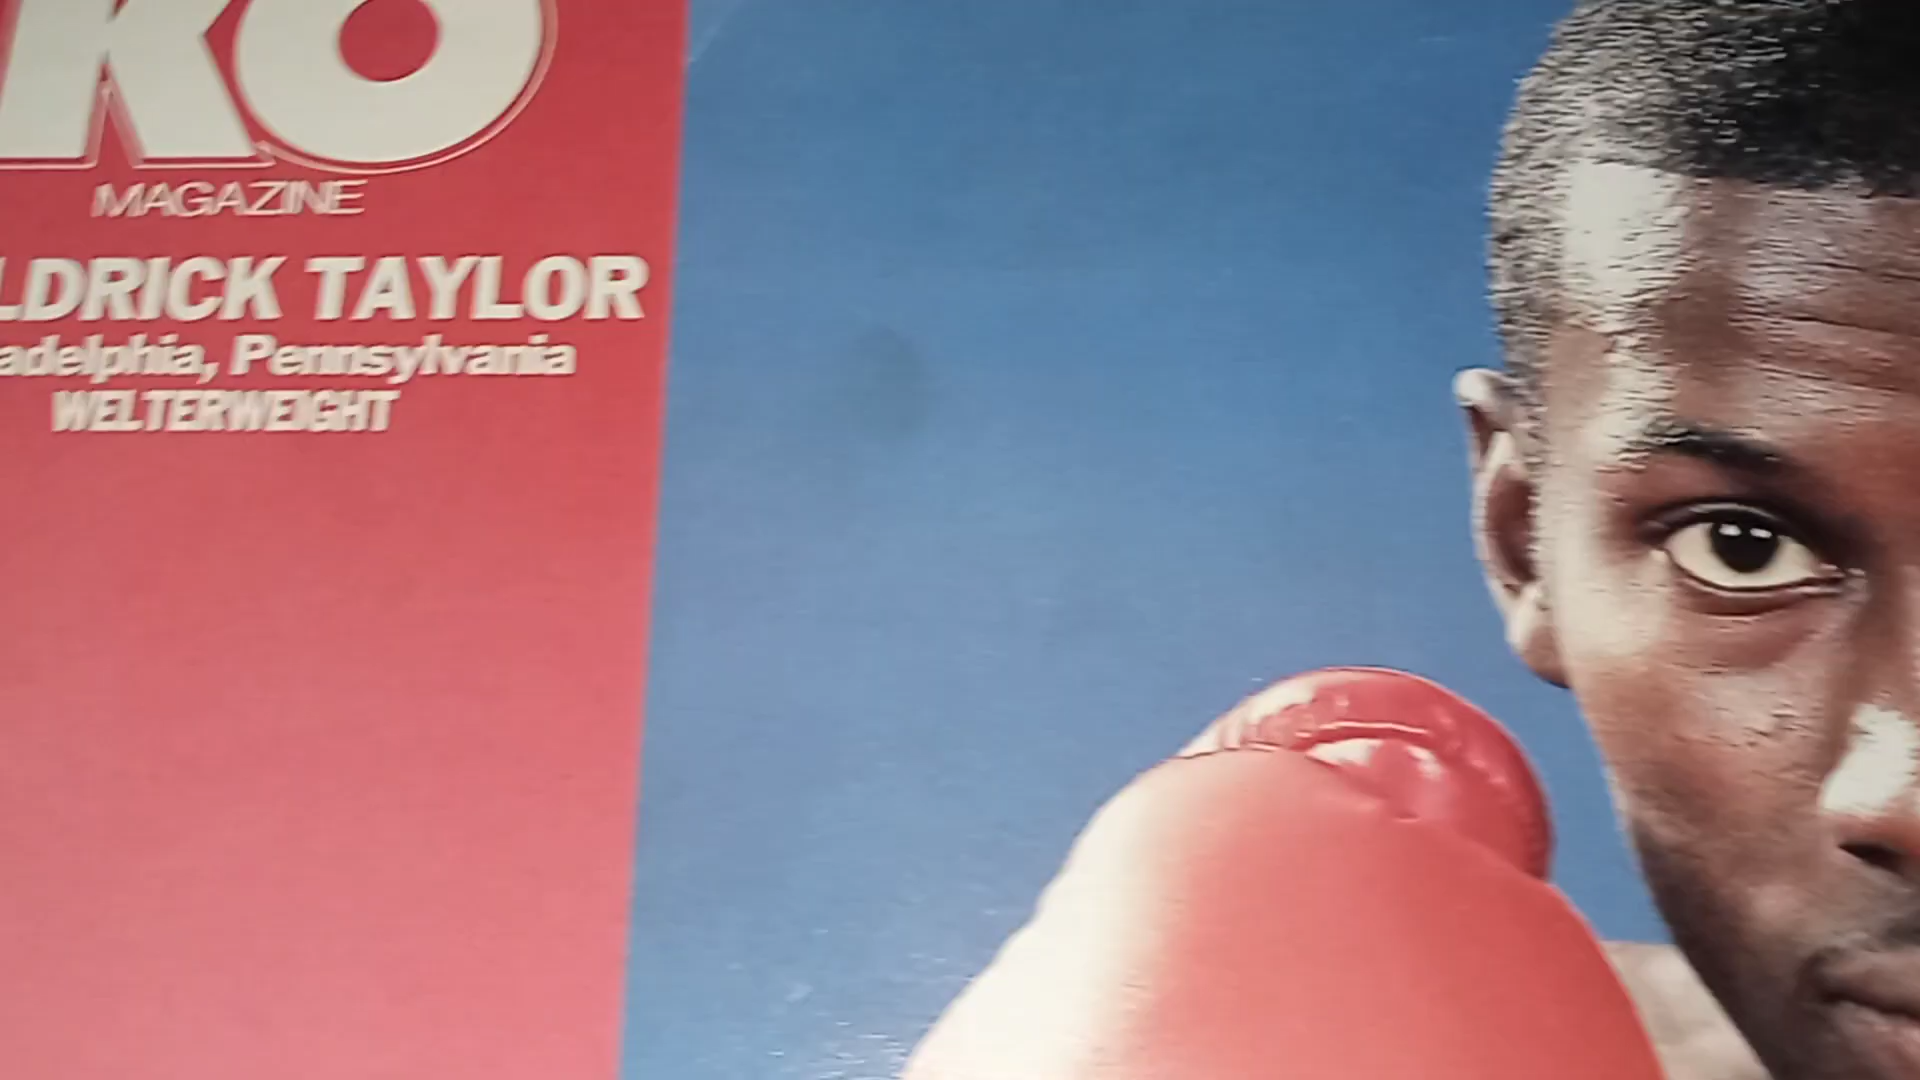 KO
MAGAZINE
LDRICK TAYLOR
adelphia, Pennsylvania
WELTERWEIGHT